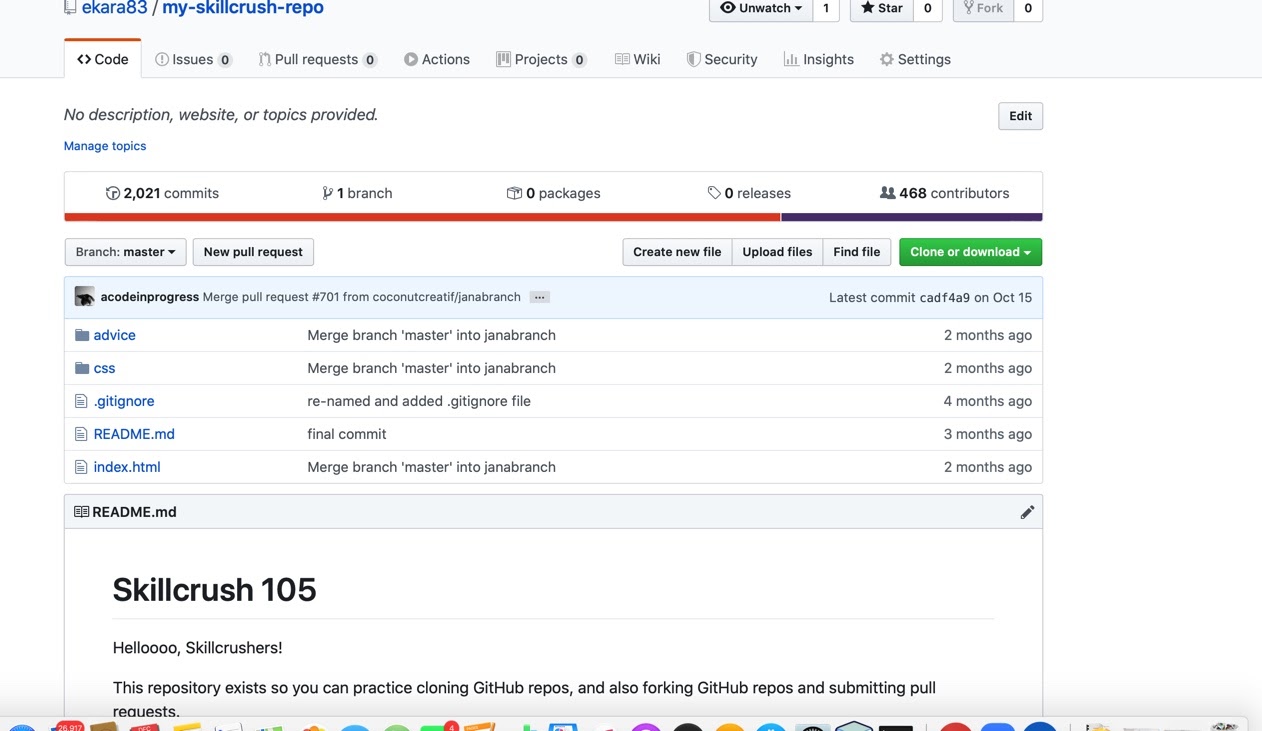 ekara83 / my-skillcrush-repo
Unwatch 1 Star 0 Fork 0
Code Issues 0 Pull requests 0 Actions Projects 0 Wiki Security Insights Settings
No description, website, or topics provided. Edit
Manage topics
2,021 commits 1 branch 0 packages 0 releases 468 contributors
Branch: master New pull request Create new file Upload files Find file Clone or download
acodeinprogress Merge pull request #701 from coconutcreatif/janabranch ... Latest commit cadf4a9 on Oct 15
advice Merge branch 'master' into janabranch 2 months ago
css Merge branch 'master' into janabranch 2 months ago
.gitignore re-named and added .gitignore file 4 months ago
README.md final commit 3 months ago
index.html Merge branch 'master' into janabranch 2 months ago
README.md
Skillcrush 105
Helloooo, Skillcrushers!
This repository exists so you can practice cloning GitHub repos, and also forking GitHub repos and submitting pull
requests.
26,917 DEC 4